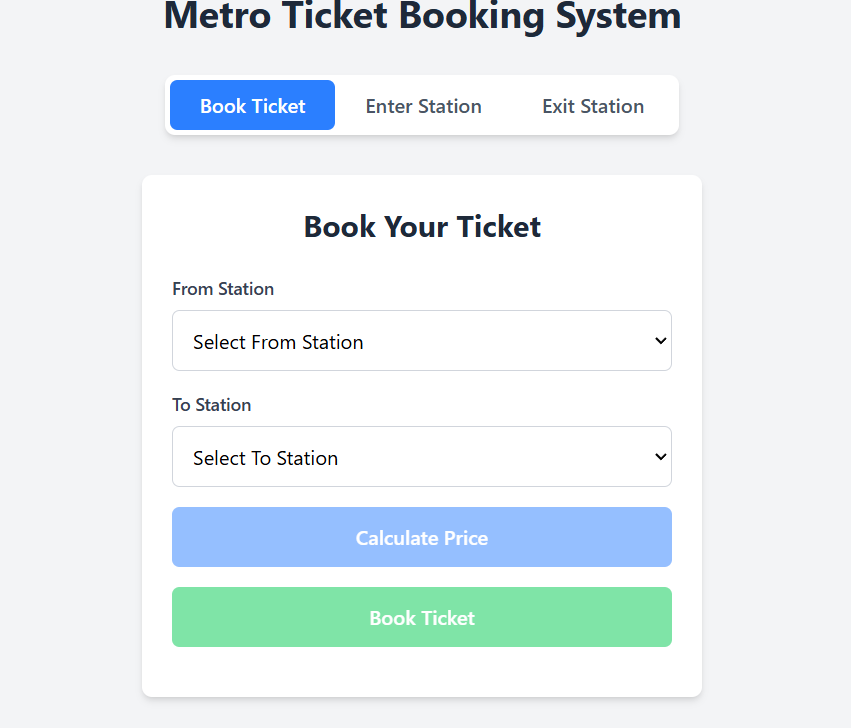 Metro Ticket Booking System
Book Ticket Enter Station Exit Station
Book Your Ticket
From Station
Select From Station
To Station
Select To Station
Calculate Price
Book Ticket